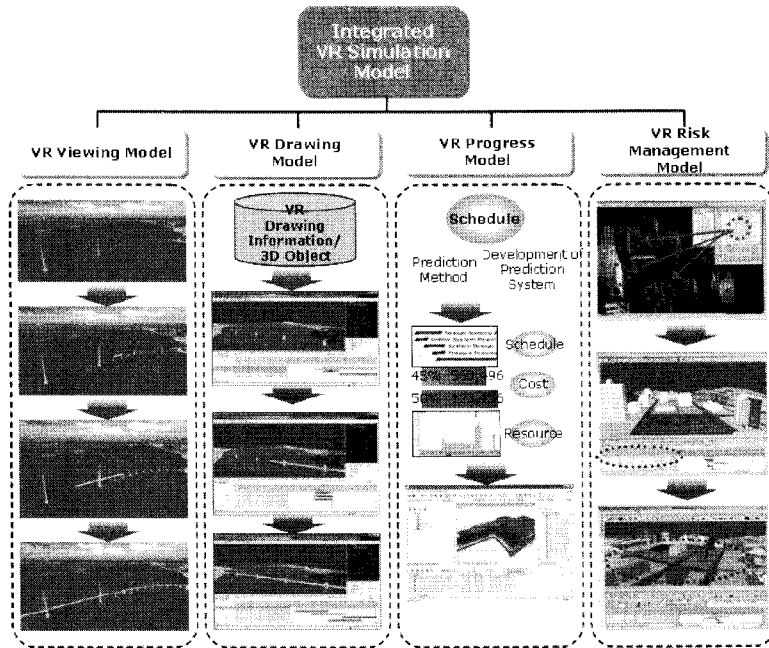 Integrated
VR Simulation
Model
VR Viewing Model
VR Drawing
Model
VR Progress
Model
VR Risk
Management
Model
VR
Drawing
Information/
3D Object
Schedule
Prediction
Method
Development of
Prediction
System
Schedule
Cost
Resource